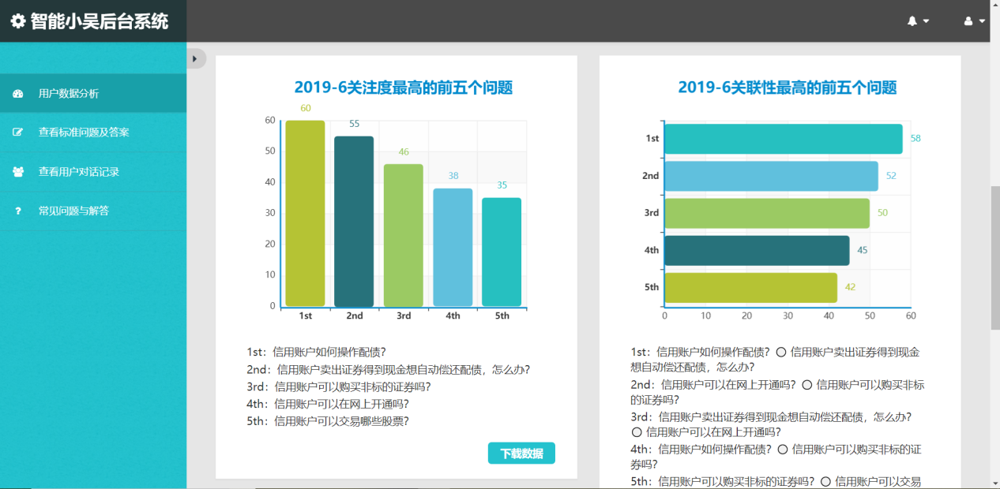 智能小吴后台系统
用户数据分析
查看标准问题及答案
查看用户对话记录
常见问题与解答
2019-6关注度最高的前五个问题
60
55
46
38
35
60
50
40
30
20
10
0
1st
2nd
3rd
4th
5th
1st：信用账户如何操作配债？
2nd：信用账户卖出证券得到现金想自动偿还配债，怎么办？
3rd：信用账户可以购买非标的证券吗？
4th：信用账户可以在网上开通吗？
5th：信用账户可以交易哪些股票？
下载数据
2019-6关联性最高的前五个问题
1st
58
2nd
52
3rd
50
4th
45
5th
42
0
10
20
30
40
50
60
1st：信用账户如何操作配债？ 〇 信用账户卖出证券得到现金
想自动偿还配债，怎么办？
2nd：信用账户可以在网上开通吗？ 〇 信用账户可以购买非标
的证券吗？
3rd：信用账户卖出证券得到现金想自动偿还配债，怎么办？
〇 信用账户可以在网上开通吗？
4th：信用账户如何操作配债？ 〇 信用账户可以购买非标的证
券吗？
5th：信用账户可以购买非标的证券吗？ 〇 信用账户可以交易